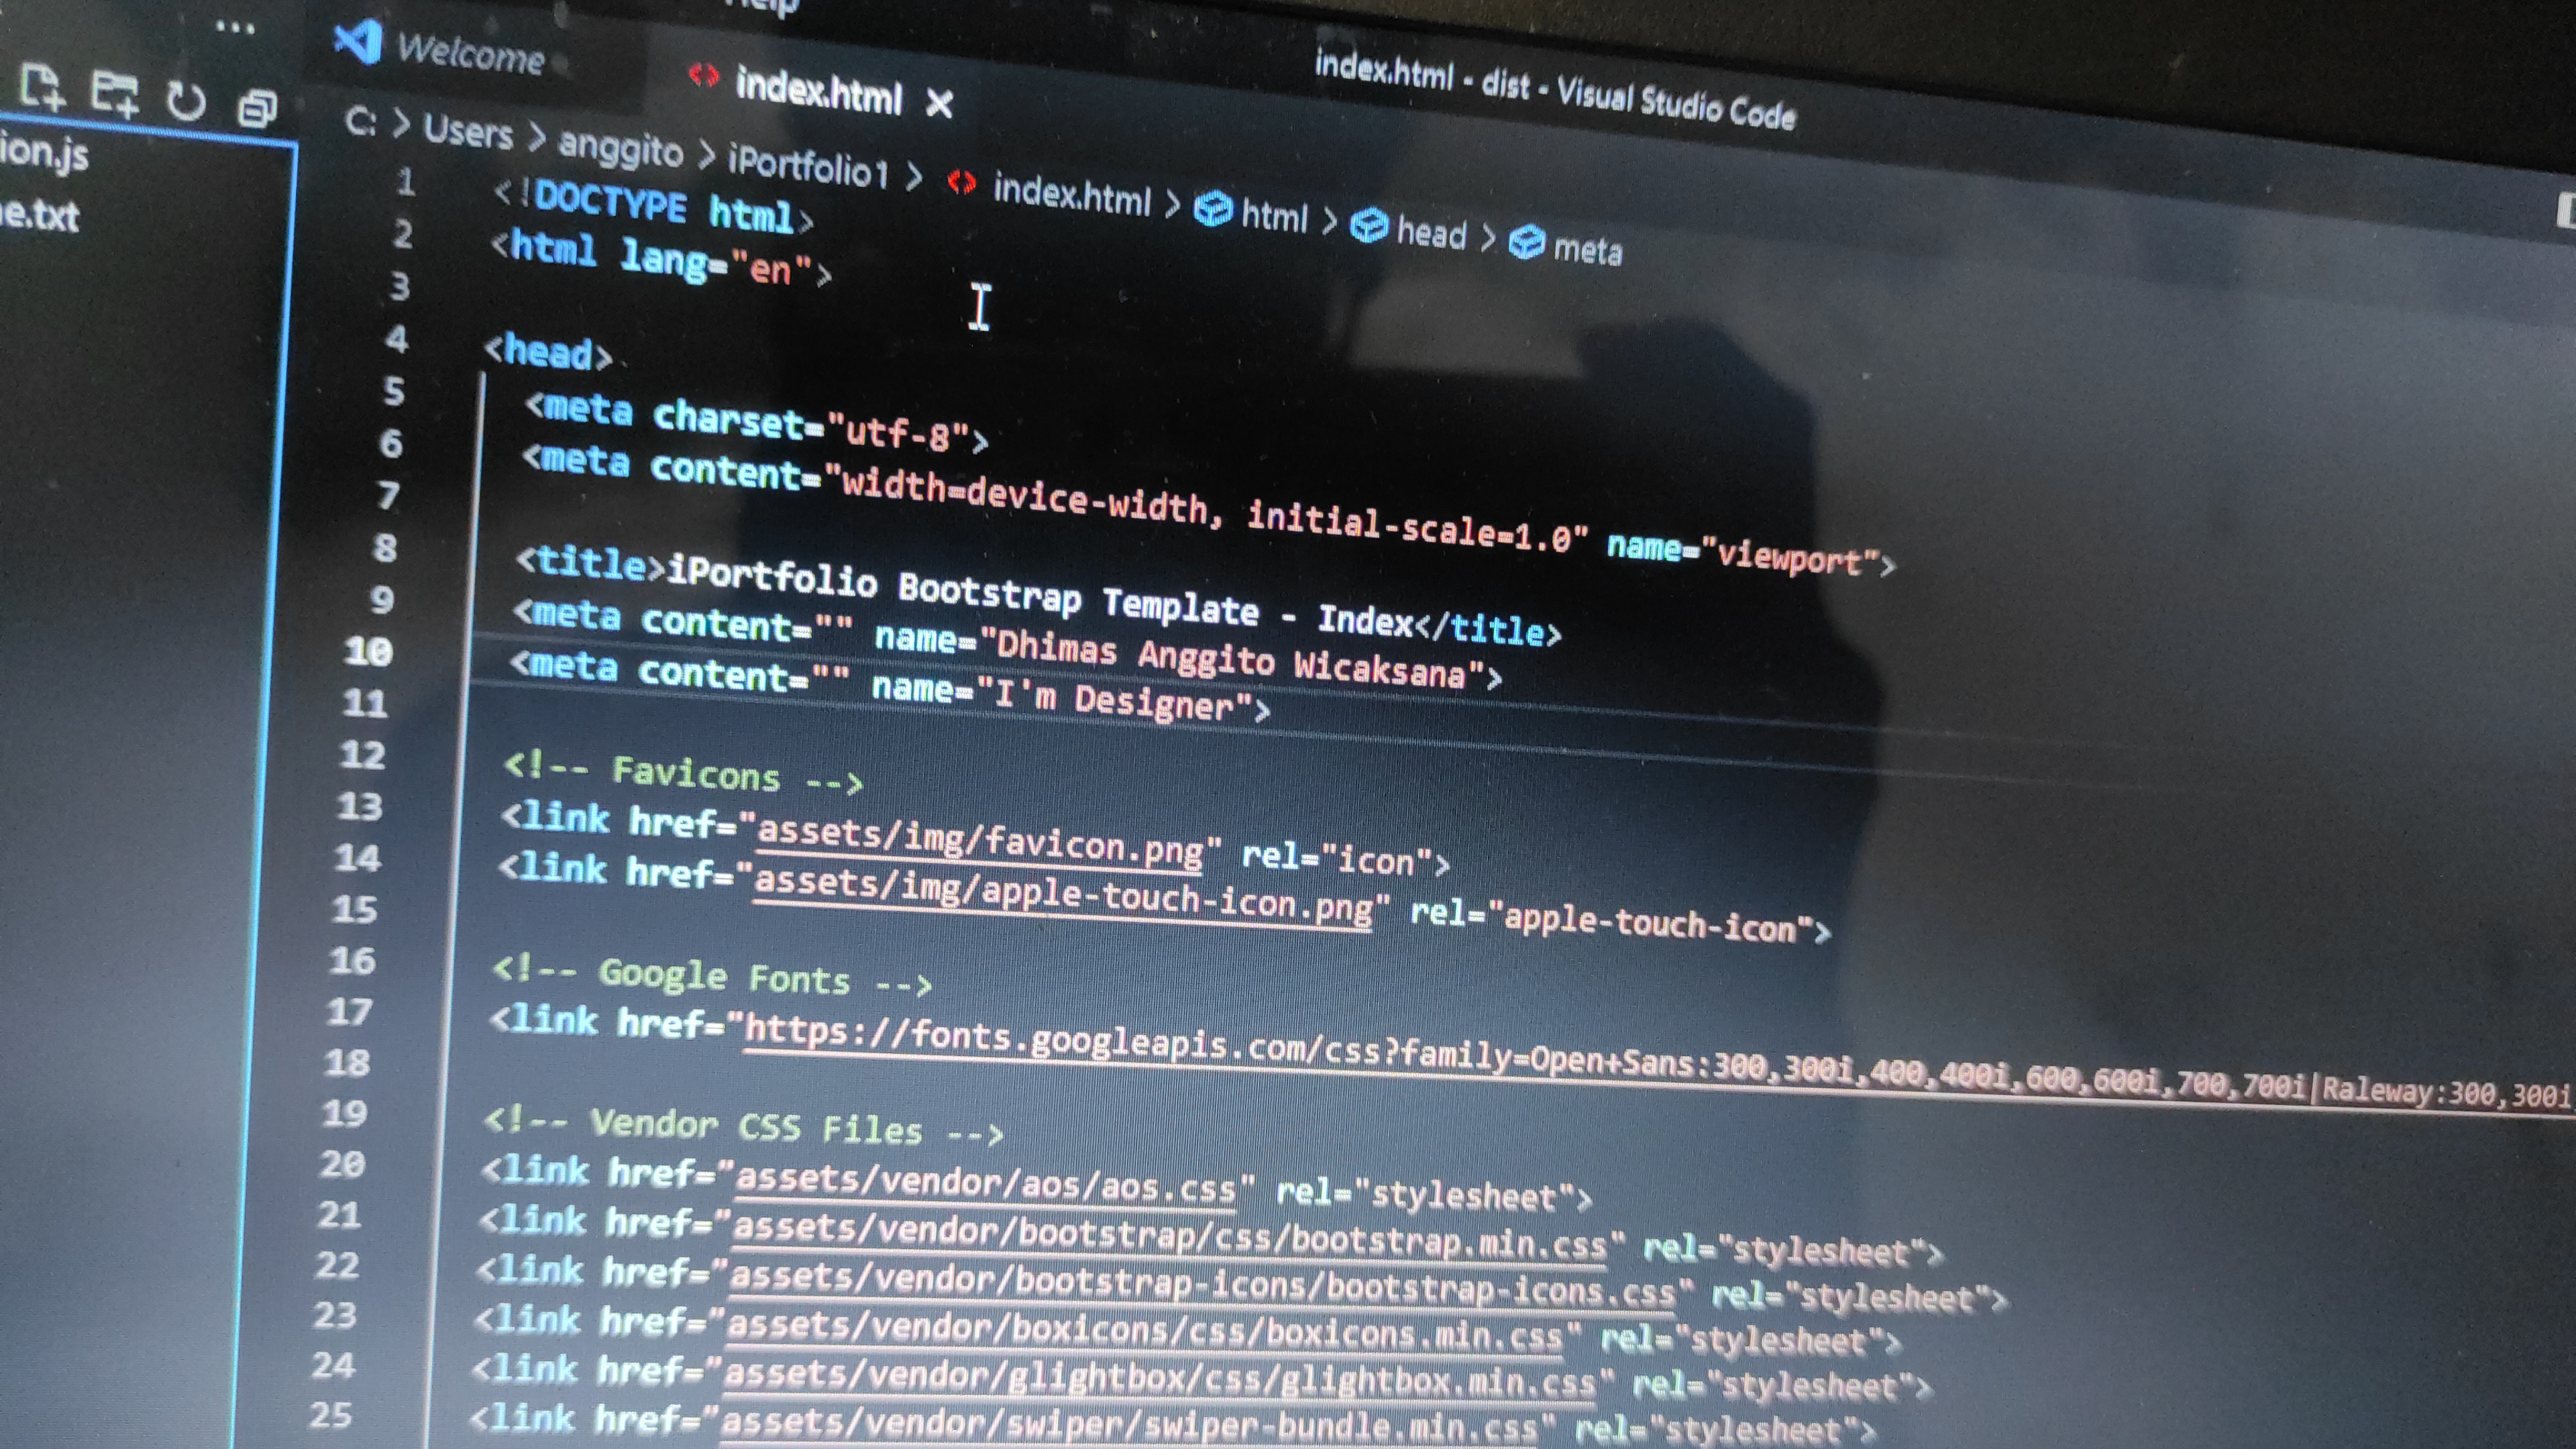 Help
Welcome
index.html
index.html - dist - Visual Studio Code
C: > Users > anggito > iPortfolio1 > index.html > html > head > meta
ion.js
e.txt
1 <!DOCTYPE html>
2 <html lang="en">
3
4 <head>
5 <meta charset="utf-8">
6 <meta content="width=device-width, initial-scale=1.0" name="viewport">
7
8 <title>iPortfolio Bootstrap Template - Index</title>
9 <meta content="" name="Dhimas Anggito Wicaksana">
10 <meta content="" name="I'm Designer">
11
12 <!-- Favicons -->
13 <link href="assets/img/favicon.png" rel="icon">
14 <link href="assets/img/apple-touch-icon.png" rel="apple-touch-icon">
15
16 <!-- Google Fonts -->
17 <link href="https://fonts.googleapis.com/css?family=Open+Sans:300,300i,400,400i,600,600i,700,700i|Raleway:300,300i
18
19 <!-- Vendor CSS Files -->
20 <link href="assets/vendor/aos/aos.css" rel="stylesheet">
21 <link href="assets/vendor/bootstrap/css/bootstrap.min.css" rel="stylesheet">
22 <link href="assets/vendor/bootstrap-icons/bootstrap-icons.css" rel="stylesheet">
23 <link href="assets/vendor/boxicons/css/boxicons.min.css" rel="stylesheet">
24 <link href="assets/vendor/glightbox/css/glightbox.min.css" rel="stylesheet">
25 <link href="assets/vendor/swiper/swiper-bundle.min.css" rel="stylesheet">